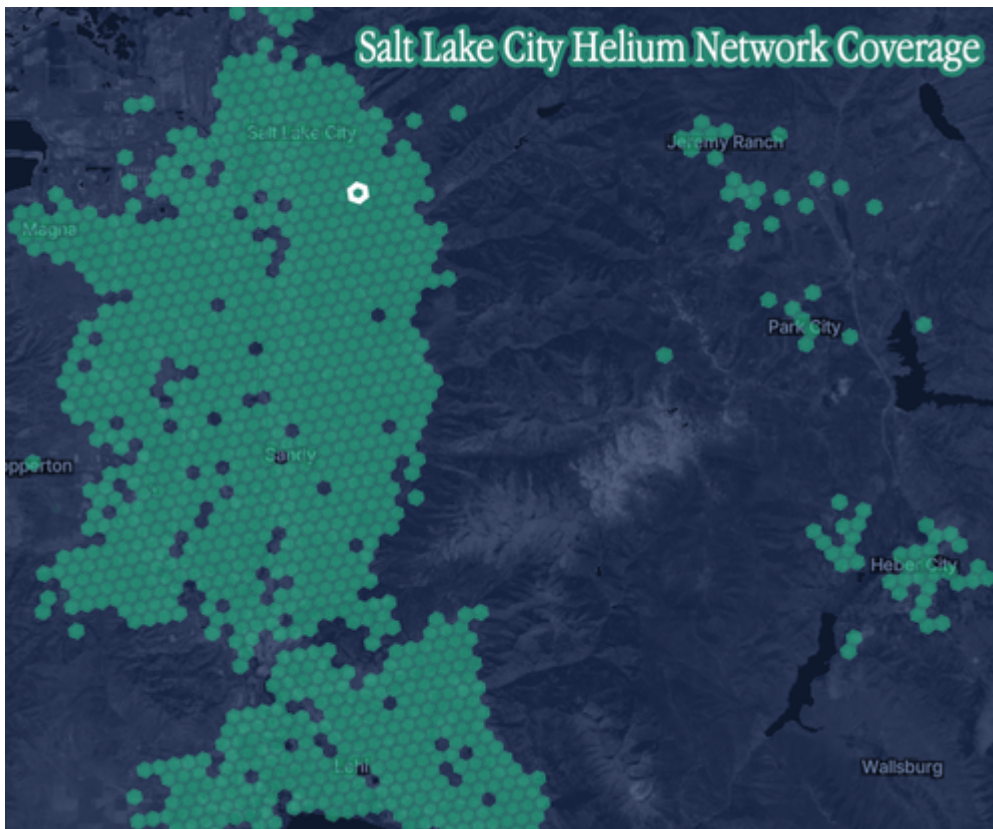 Salt Lake City Helium Network Coverage
Salt Lake City
Jeremy Ranch
Magna
Park City
opperton
Sandy
Heber City
Lehi
Wallsburg